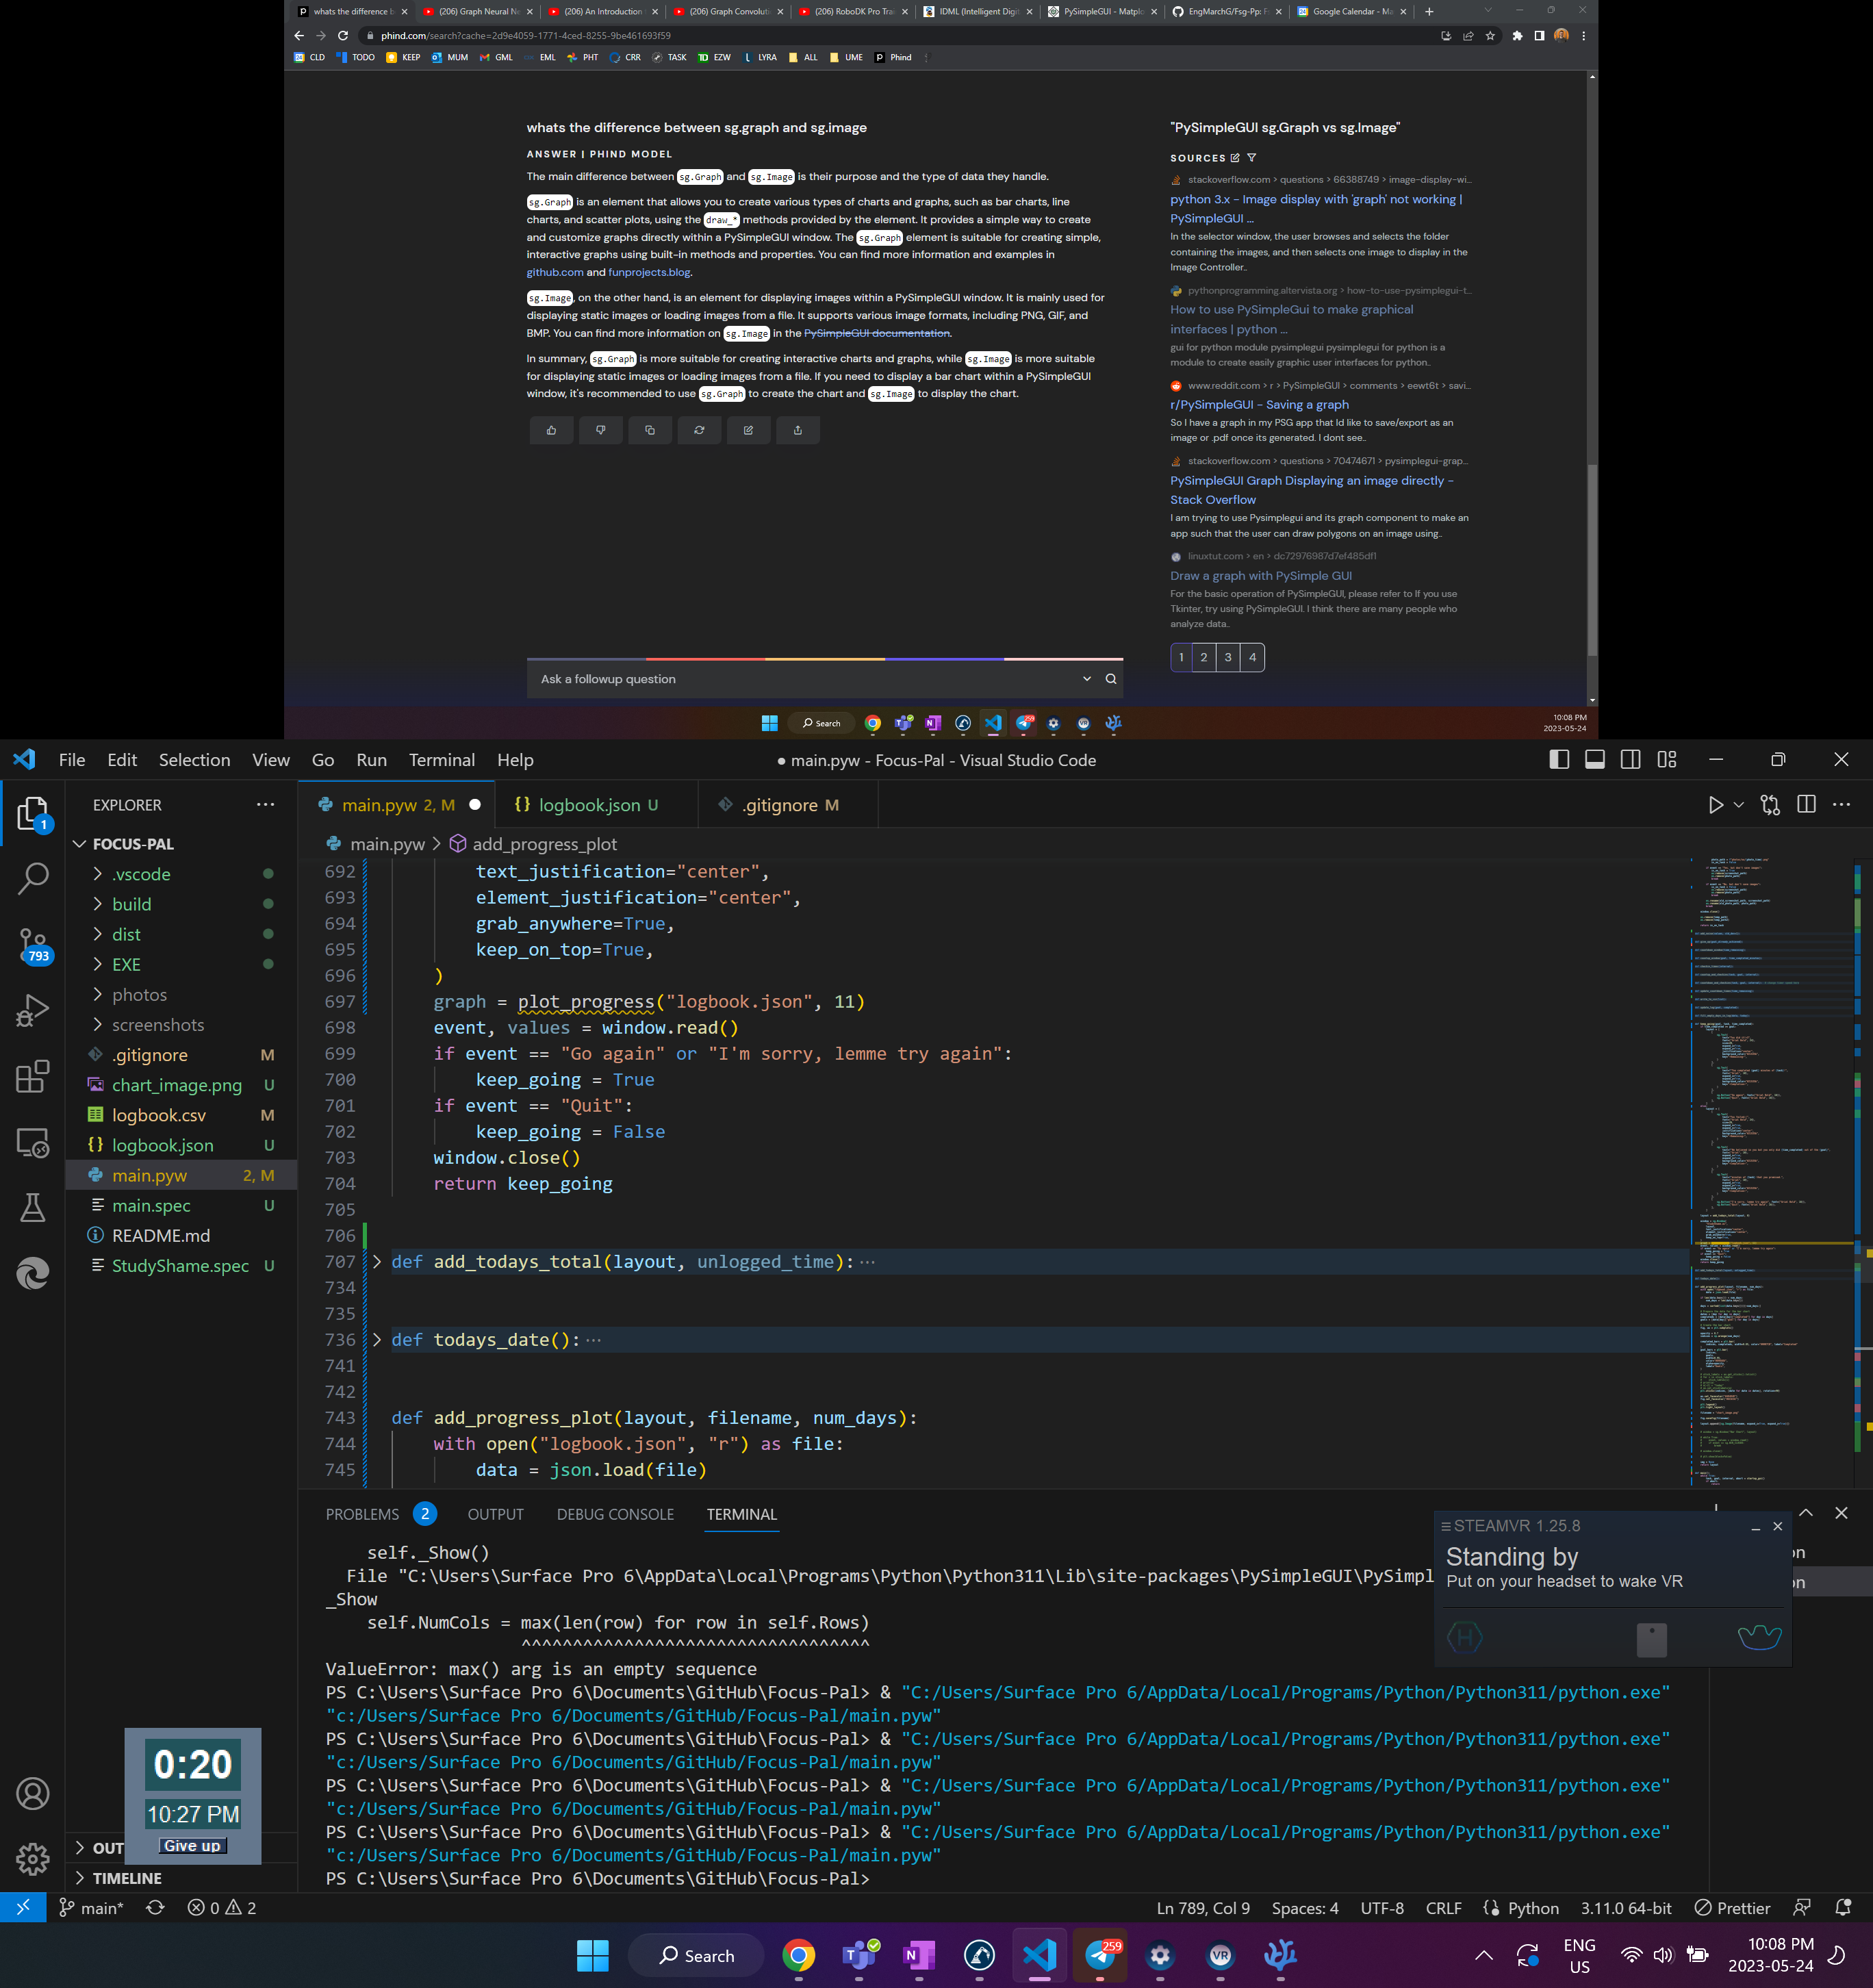 whats the difference b
(206) Graph Neural Ne
(206) An Introduction
(206) Graph Convoluti
(206) RoboDK Pro Trai
IDML (Intelligent Digit
PySimpleGUI - Matplo
EngMarchG/Fsg-Pp: F
Google Calendar - Ma
phind.com/search?cache=2d9e4059-1771-4ced-8255-9be461693f59
CLD TODO KEEP MUM GML EML PHT CRR TASK EZW LYRA ALL UME Phind
whats the difference between sg.graph and sg.image
ANSWER | PHIND MODEL
The main difference between sg.Graph and sg.Image is their purpose and the type of data they handle.
sg.Graph is an element that allows you to create various types of charts and graphs, such as bar charts, line
charts, and scatter plots, using the draw_* methods provided by the element. It provides a simple way to create
and customize graphs directly within a PySimpleGUI window. The sg.Graph element is suitable for creating simple,
interactive graphs using built-in methods and properties. You can find more information and examples in
github.com and funprojects.blog.
sg.Image, on the other hand, is an element for displaying images within a PySimpleGUI window. It is mainly used for
displaying static images or loading images from a file. It supports various image formats, including PNG, GIF, and
BMP. You can find more information on sg.Image in the PySimpleGUI documentation.
In summary, sg.Graph is more suitable for creating interactive charts and graphs, while sg.Image is more suitable
for displaying static images or loading images from a file. If you need to display a bar chart within a PySimpleGUI
window, it's recommended to use sg.Graph to create the chart and sg.Image to display the chart.
Ask a followup question
"PySimpleGUI sg.Graph vs sg.Image"
SOURCES
stackoverflow.com > questions > 66388749 > image-display-wi...
python 3.x - Image display with 'graph' not working |
PySimpleGUI ...
In the selector window, the user browses and selects the folder
containing the images, and then selects one image to display in the
Image Controller..
pythonprogramming.altervista.org > how-to-use-pysimplegui-t...
How to use PySimpleGui to make graphical
interfaces | python ...
gui for python module pysimplegui pysimplegui for python is a
module to create easily graphic user interfaces for python..
www.reddit.com > r > PySimpleGUI > comments > eewt6t > savi...
r/PySimpleGUI - Saving a graph
So I have a graph in my PSG app that Id like to save/export as an
image or .pdf once its generated. I dont see..
stackoverflow.com > questions > 70474671 > pysimplegui-grap...
PySimpleGUI Graph Displaying an image directly -
Stack Overflow
I am trying to use Pysimplegui and its graph component to make an
app such that the user can draw polygons on an image using..
linuxtut.com > en > dc72976987d7ef485df1
Draw a graph with PySimple GUI
For the basic operation of PySimpleGUI, please refer to If you use
Tkinter, try using PySimpleGUI. I think there are many people who
analyze data..
1 2 3 4
Search
259
10:08 PM
2023-05-24
File Edit Selection View Go Run Terminal Help
● main.pyw - Focus-Pal - Visual Studio Code
EXPLORER
main.pyw 2, M
{} logbook.json U
.gitignore M
FOCUS-PAL
.vscode
build
dist
EXE
photos
screenshots
.gitignore M
chart_image.png U
logbook.csv M
{} logbook.json U
main.pyw 2, M
main.spec U
README.md
StudyShame.spec U
OUT
TIMELINE
1
793
main.pyw > add_progress_plot
692 text_justification="center",
693 element_justification="center",
694 grab_anywhere=True,
695 keep_on_top=True,
696 )
697 graph = plot_progress("logbook.json", 11)
698 event, values = window.read()
699 if event == "Go again" or "I'm sorry, lemme try again":
700 keep_going = True
701 if event == "Quit":
702 keep_going = False
703 window.close()
704 return keep_going
705
706
707 def add_todays_total(layout, unlogged_time):···
734
735
736 def todays_date():···
741
742
743 def add_progress_plot(layout, filename, num_days):
744 with open("logbook.json", "r") as file:
745 data = json.load(file)
PROBLEMS 2 OUTPUT DEBUG CONSOLE TERMINAL
self._Show()
File "C:\Users\Surface Pro 6\AppData\Local\Programs\Python\Python311\Lib\site-packages\PySimpleGUI\PySimpl
_Show
self.NumCols = max(len(row) for row in self.Rows)
^^^^^^^^^^^^^^^^^^^^^^^^^^^^^^^^^
ValueError: max() arg is an empty sequence
PS C:\Users\Surface Pro 6\Documents\GitHub\Focus-Pal> & "C:/Users/Surface Pro 6/AppData/Local/Programs/Python/Python311/python.exe"
"c:/Users/Surface Pro 6/Documents/GitHub/Focus-Pal/main.pyw"
PS C:\Users\Surface Pro 6\Documents\GitHub\Focus-Pal> & "C:/Users/Surface Pro 6/AppData/Local/Programs/Python/Python311/python.exe"
"c:/Users/Surface Pro 6/Documents/GitHub/Focus-Pal/main.pyw"
PS C:\Users\Surface Pro 6\Documents\GitHub\Focus-Pal> & "C:/Users/Surface Pro 6/AppData/Local/Programs/Python/Python311/python.exe"
"c:/Users/Surface Pro 6/Documents/GitHub/Focus-Pal/main.pyw"
PS C:\Users\Surface Pro 6\Documents\GitHub\Focus-Pal> & "C:/Users/Surface Pro 6/AppData/Local/Programs/Python/Python311/python.exe"
"c:/Users/Surface Pro 6/Documents/GitHub/Focus-Pal/main.pyw"
PS C:\Users\Surface Pro 6\Documents\GitHub\Focus-Pal>
STEAMVR 1.25.8
Standing by
Put on your headset to wake VR
on
on
0:20
10:27 PM
Give up
main* 0 2
Ln 789, Col 9 Spaces: 4 UTF-8 CRLF Python 3.11.0 64-bit Prettier
Search
259
VR
ENG
US
10:08 PM
2023-05-24